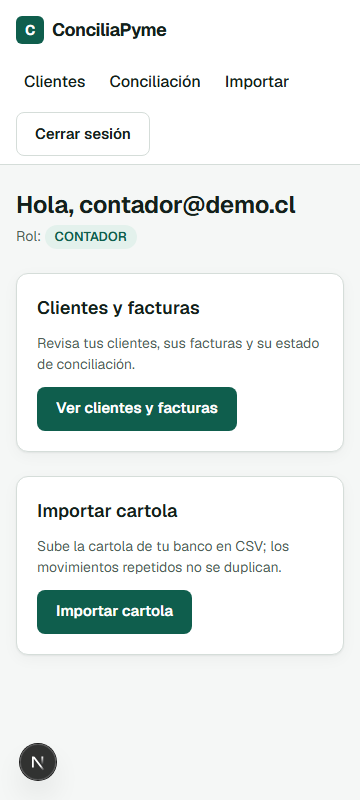 C ConciliaPyme
Clientes Conciliación Importar
Cerrar sesión
Hola, contador@demo.cl
Rol: CONTADOR
Clientes y facturas
Revisa tus clientes, sus facturas y su estado
de conciliación.
Ver clientes y facturas
Importar cartola
Sube la cartola de tu banco en CSV; los
movimientos repetidos no se duplican.
Importar cartola
N